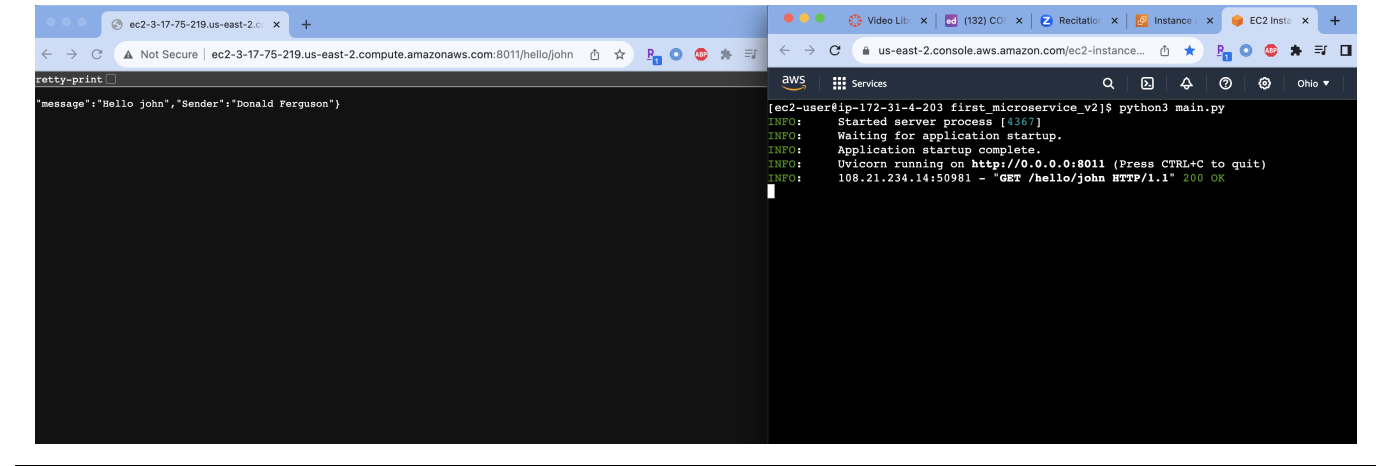 ec2-3-17-75-219.us-east-2.c
Not Secure ec2-3-17-75-219.us-east-2.compute.amazonaws.com:8011/hello/john
retty-print
"message":"Hello john","Sender":"Donald Ferguson"}
Video Lib ed (132) CO Recitation Instance EC2 Insta
us-east-2.console.aws.amazon.com/ec2-instance...
aws Services Ohio
[ec2-user@ip-172-31-4-203 first_microservice_v2]$ python3 main.py
INFO: Started server process [4367]
INFO: Waiting for application startup.
INFO: Application startup complete.
INFO: Uvicorn running on http://0.0.0.0:8011 (Press CTRL+C to quit)
INFO: 108.21.234.14:50981 - "GET /hello/john HTTP/1.1" 200 OK